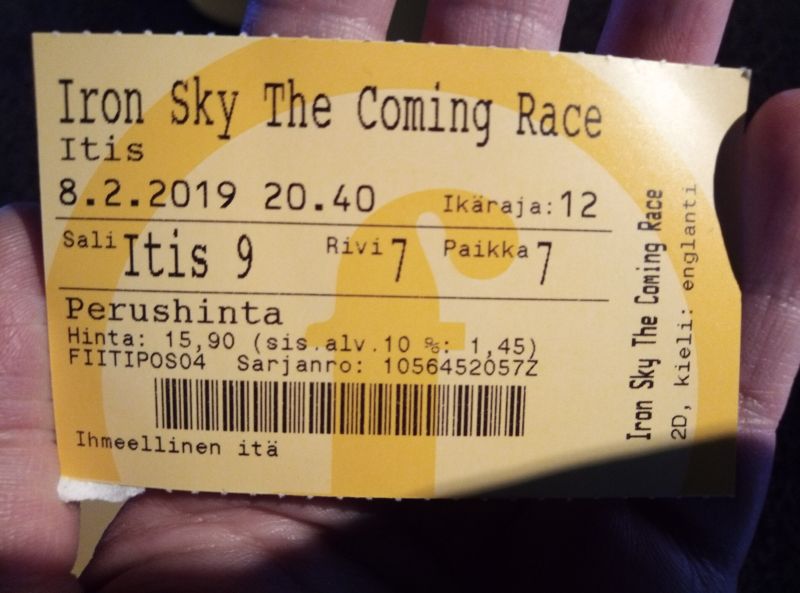 Iron Sky The Coming Race
Itis
8.2.2019 20.40 Ikäraja:12
Sali Itis 9 Rivi 7 Paikka 7
Perushinta
Hinta: 15,90 (sis.alv.10 %: 1,45)
FIITIPOS04 Sarjanro: 1056452057Z
Ihmeellinen itä
Iron Sky The Coming Race
2D, kieli: englanti
f